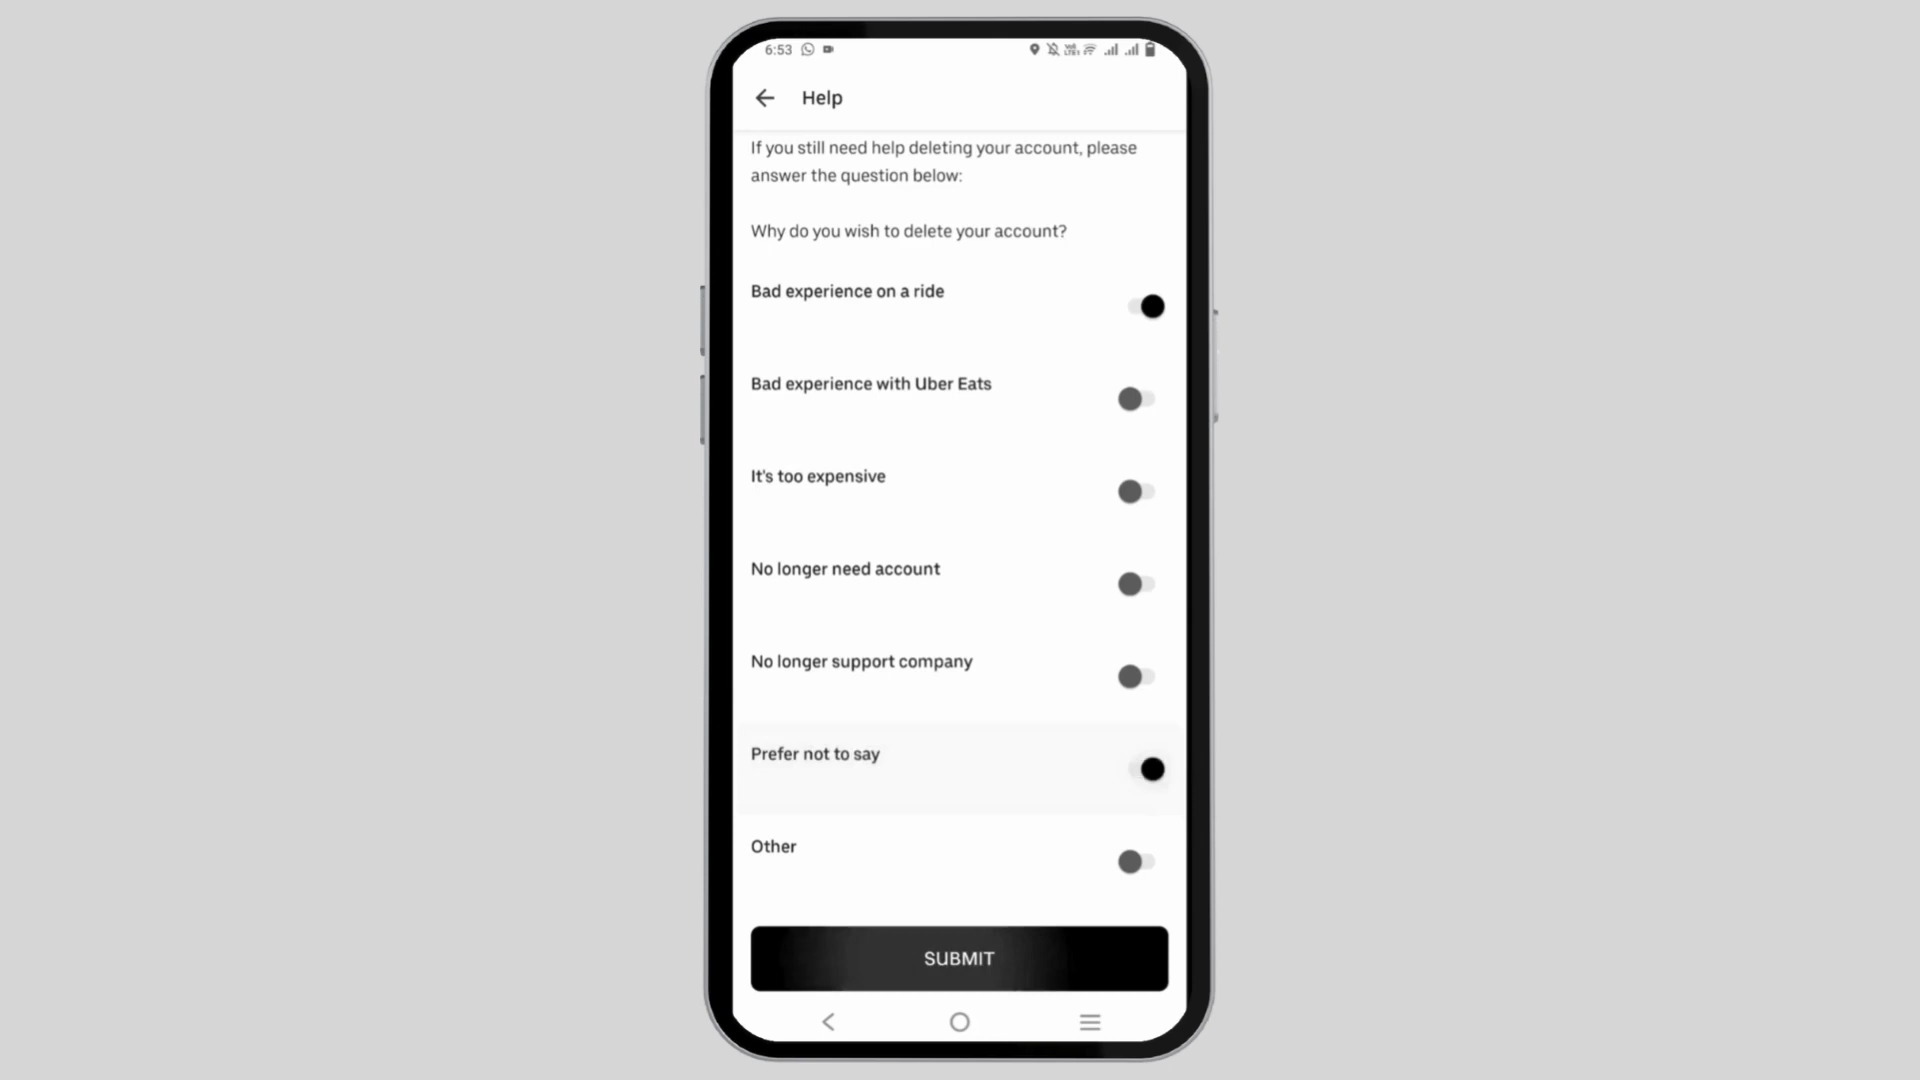 6:53
Help
If you still need help deleting your account, please
answer the question below:
Why do you wish to delete your account?
Bad experience on a ride
Bad experience with Uber Eats
It's too expensive
No longer need account
No longer support company
Prefer not to say
Other
SUBMIT